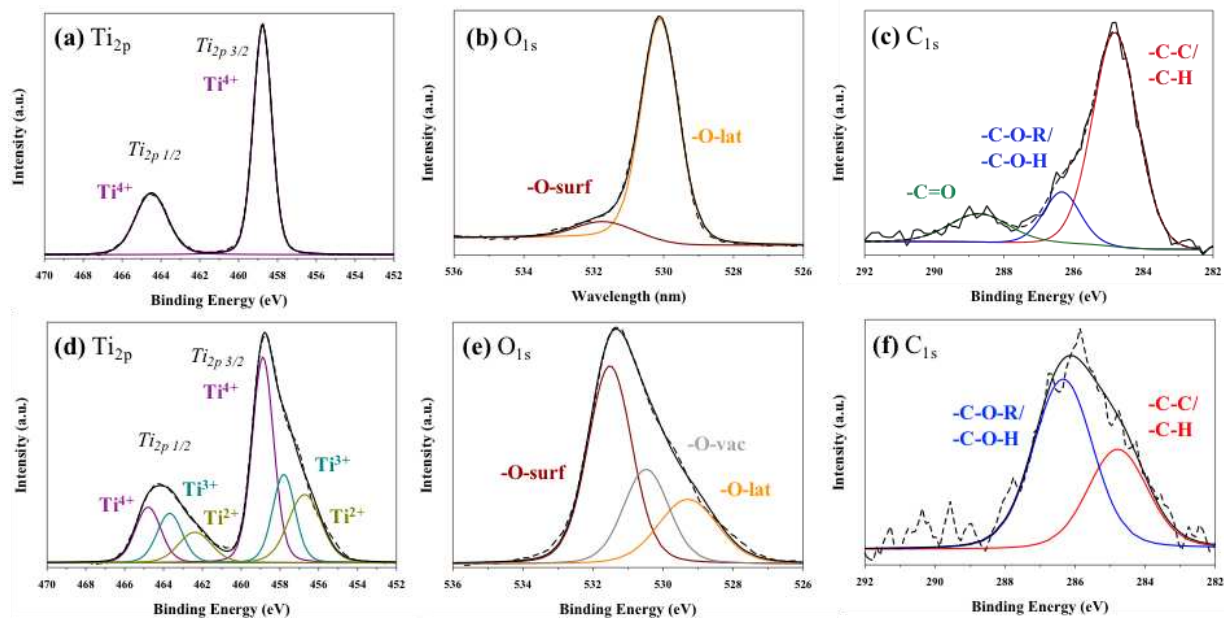 (a) Ti2p
Ti2p 3/2
Ti4+
Ti2p 1/2
Ti4+
Intensity (a.u.)
470 468 466 464 462 460 458 456 454 452
Binding Energy (eV)
(b) O1s
-O-lat
-O-surf
Intensity (a.u.)
536 534 532 530 528 526
Wavelength (nm)
(c) C1s
-C-C/
-C-H
-C-O-R/
-C-O-H
-C=O
Intensity (a.u.)
292 290 288 286 284 282
Binding Energy (eV)
(d) Ti2p
Ti2p 3/2
Ti4+
Ti2p 1/2
Ti3+
Ti4+
Ti3+
Ti2+
Ti2+
Intensity (a.u.)
470 468 466 464 462 460 458 456 454 452
Binding Energy (eV)
(e) O1s
-O-vac
-O-surf
-O-lat
Intensity (a.u.)
536 534 532 530 528 526
Binding Energy (eV)
(f) C1s
-C-O-R/
-C-O-H
-C-C/
-C-H
Intensity (a.u.)
292 290 288 286 284 282
Binding Energy (eV)